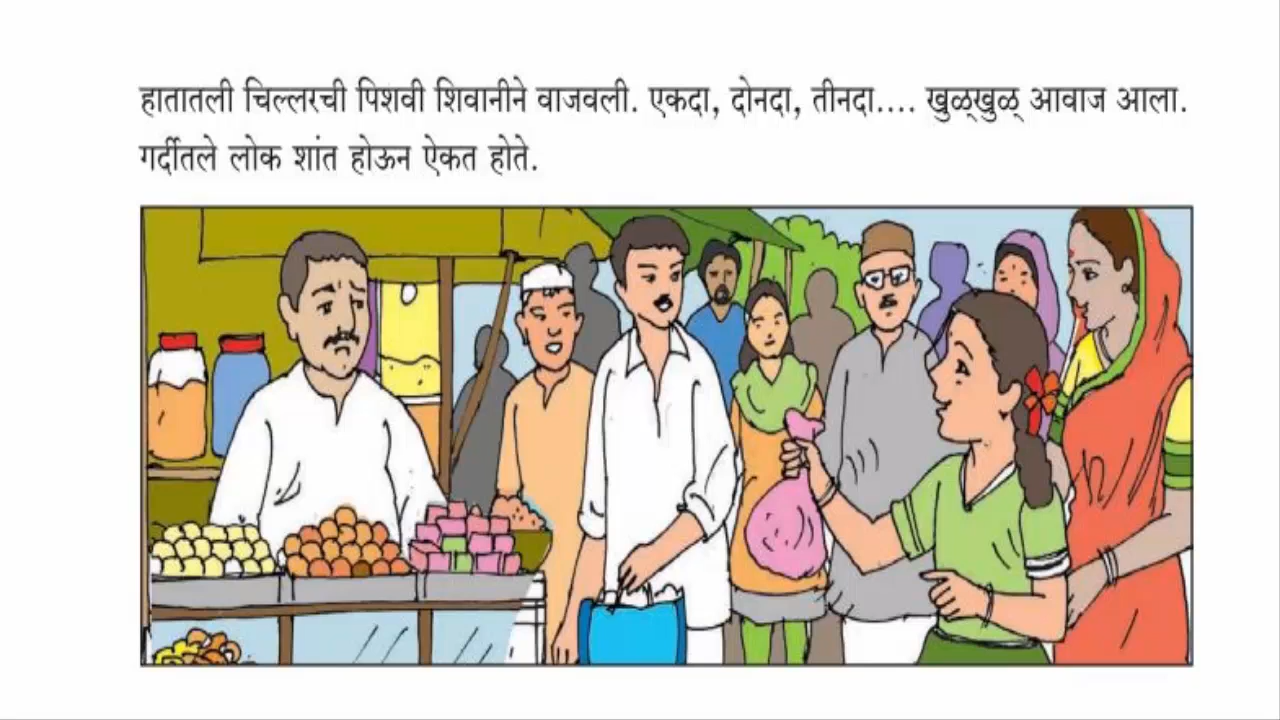 हातातली चिल्लरची पिशवी शिवानीने वाजवली. एकदा, दोनदा, तीनदा.... खुळ्खुळ् आवाज आला.
गर्दीतले लोक शांत होऊन ऐकत होते.